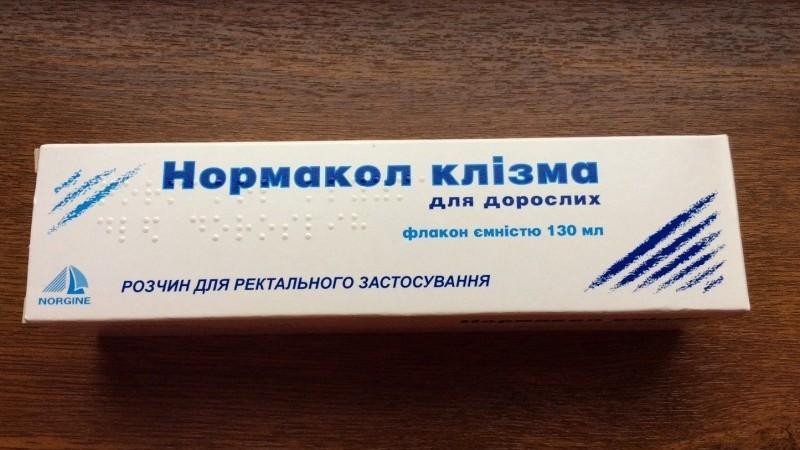 Нормакол клізма
для дорослих
флакон ємністю 130 мл
РОЗЧИН ДЛЯ РЕКТАЛЬНОГО ЗАСТОСУВАННЯ
NORGINE